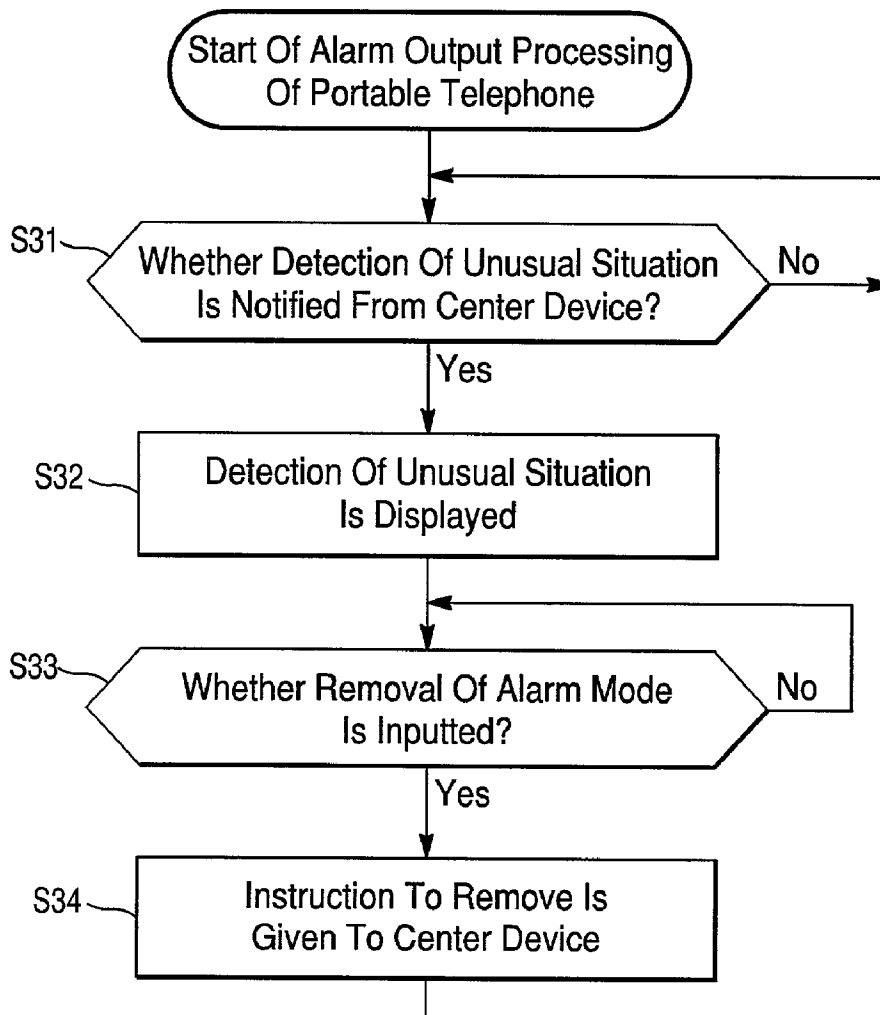 Start Of Alarm Output Processing
Of Portable Telephone
S31
Whether Detection Of Unusual Situation
Is Notified From Center Device?
No
Yes
S32
Detection Of Unusual Situation
Is Displayed
S33
Whether Removal Of Alarm Mode
Is Inputted?
No
Yes
S34
Instruction To Remove Is
Given To Center Device